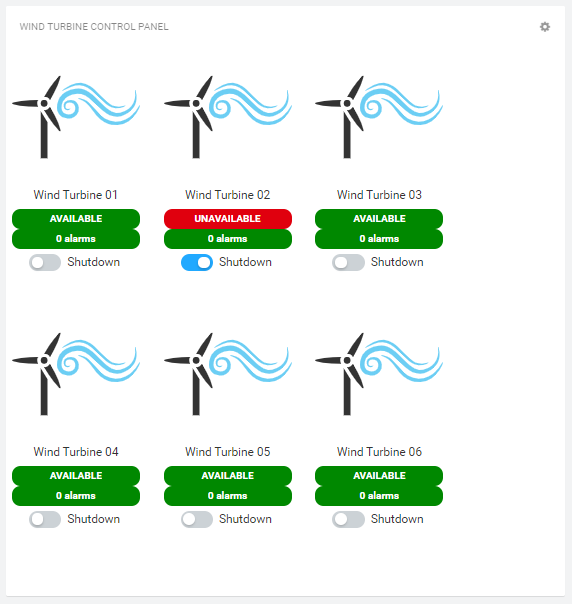 WIND TURBINE CONTROL PANEL
Wind Turbine 01
AVAILABLE
0 alarms
Shutdown
Wind Turbine 02
UNAVAILABLE
0 alarms
Shutdown
Wind Turbine 03
AVAILABLE
0 alarms
Shutdown
Wind Turbine 04
AVAILABLE
0 alarms
Shutdown
Wind Turbine 05
AVAILABLE
0 alarms
Shutdown
Wind Turbine 06
AVAILABLE
0 alarms
Shutdown